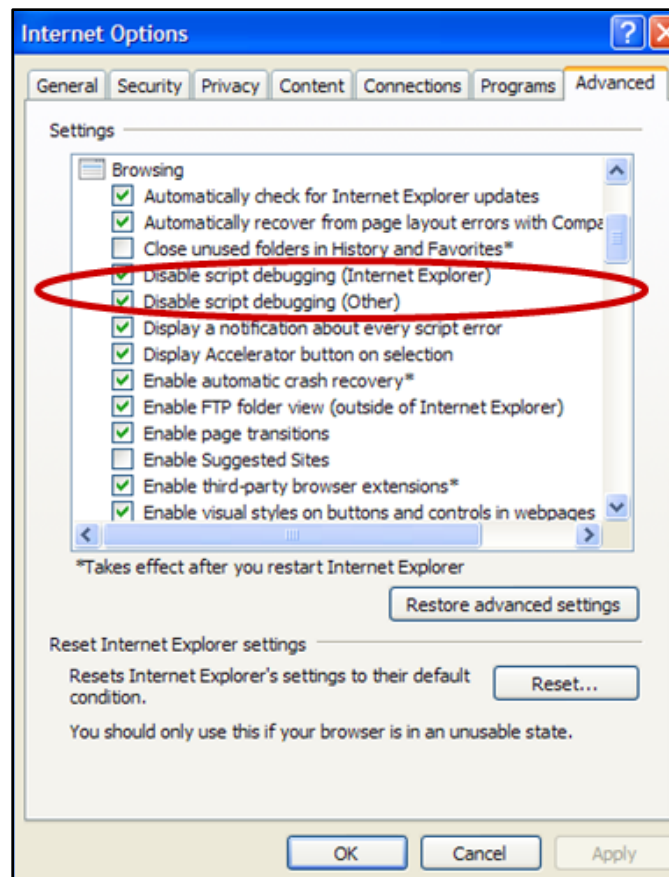 Internet Options
General Security Privacy Content Connections Programs Advanced
Settings
Browsing
Automatically check for Internet Explorer updates
Automatically recover from page layout errors with Compa
Close unused folders in History and Favorites*
Disable script debugging (Internet Explorer)
Disable script debugging (Other)
Display a notification about every script error
Display Accelerator button on selection
Enable automatic crash recovery*
Enable FTP folder view (outside of Internet Explorer)
Enable page transitions
Enable Suggested Sites
Enable third-party browser extensions*
Enable visual styles on buttons and controls in webpages
*Takes effect after you restart Internet Explorer
Restore advanced settings
Reset Internet Explorer settings
Resets Internet Explorer's settings to their default
condition.
Reset...
You should only use this if your browser is in an unusable state.
OK Cancel Apply